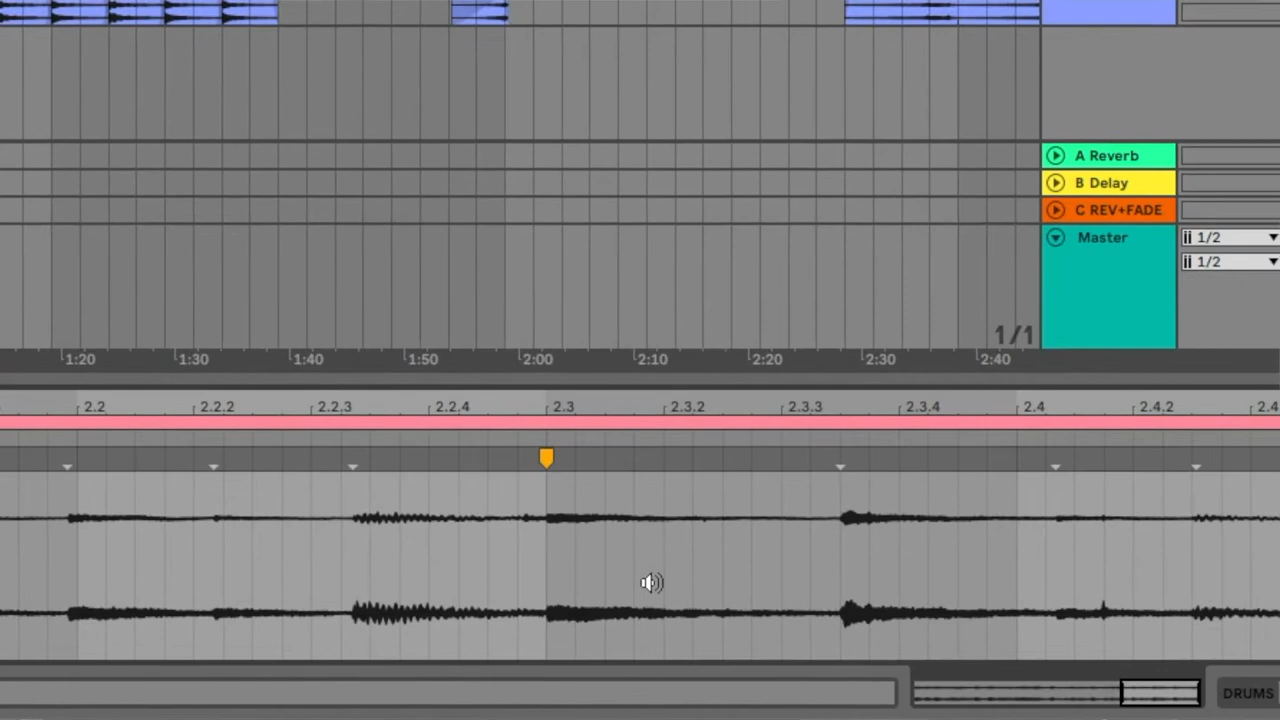 A Reverb
B Delay
C REV+FADE
Master
1/2
1/2
1/1
1:20 1:30 1:40 1:50 2:00 2:10 2:20 2:30 2:40
2.2 2.2.2 2.2.3 2.2.4 2.3 2.3.2 2.3.3 2.3.4 2.4 2.4.2 2.4
DRUMS